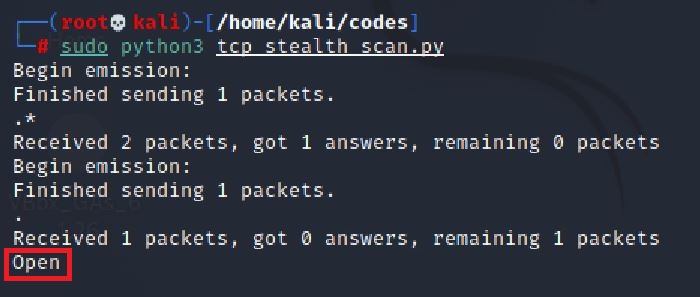 (root💀kali)-[/home/kali/codes]
# sudo python3 tcp_stealth_scan.py
Begin emission:
Finished sending 1 packets.
.*
Received 2 packets, got 1 answers, remaining 0 packets
Begin emission:
Finished sending 1 packets.
.
Received 1 packets, got 0 answers, remaining 1 packets
Open